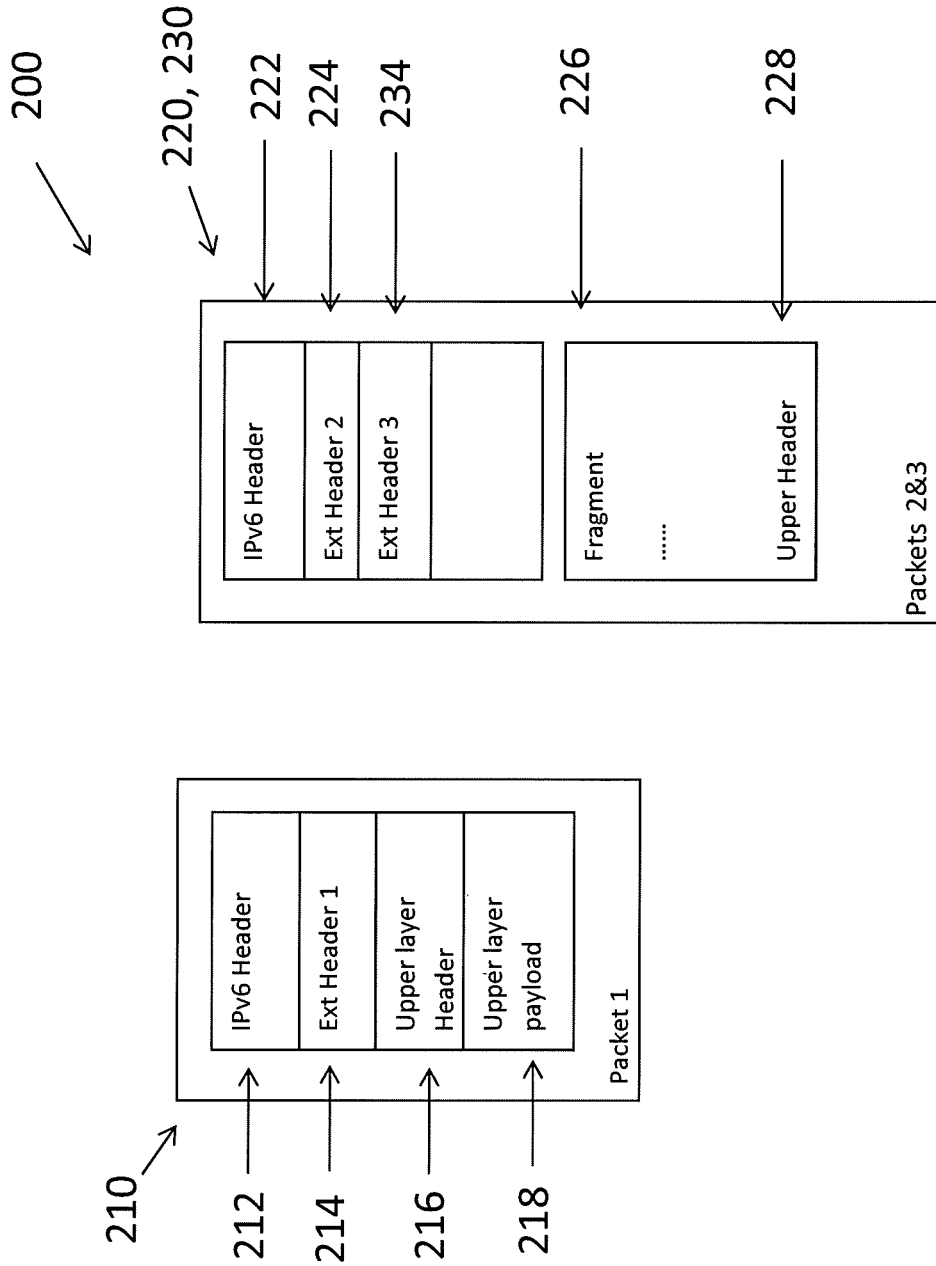 200
210
212
214
216
218
IPv6 Header
Ext Header 1
Upper layer
Header
Upper layer
payload
Packet 1
220, 230
222
224
234
226
228
IPv6 Header
Ext Header 2
Ext Header 3
Fragment
......
Upper Header
Packets 2&3